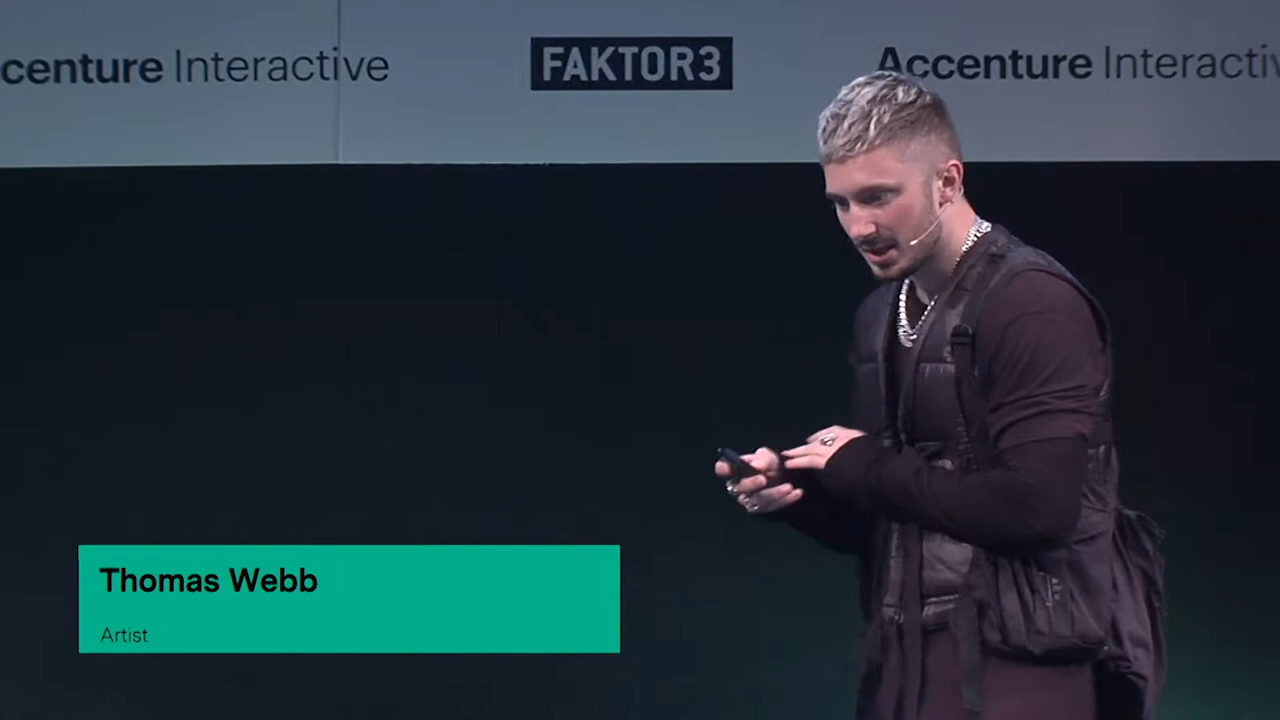 ccenture Interactive
FAKTOR3
Accenture Interactiv
Thomas Webb
Artist